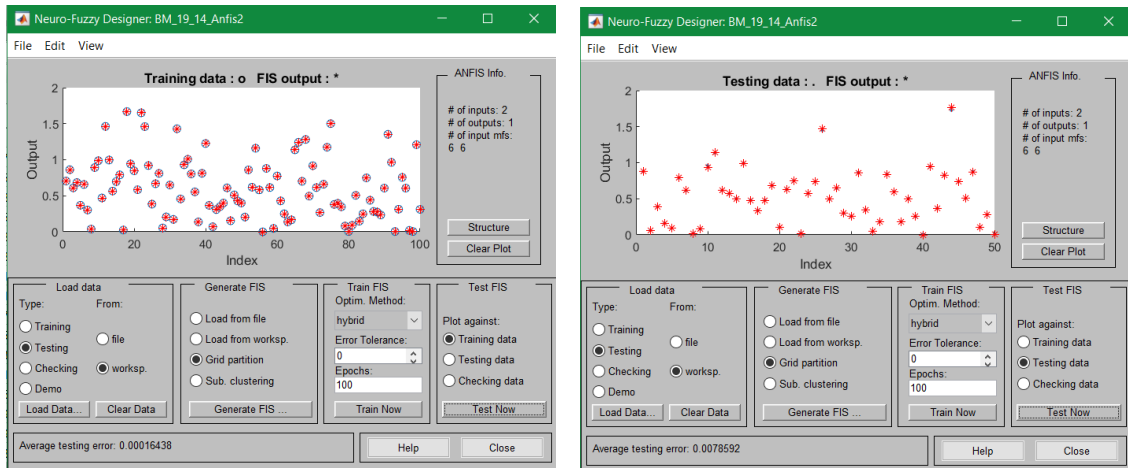 Neuro-Fuzzy Designer: BM_19_14_Anfis2
File Edit View
Training data : o FIS output : *
2
1.5
1
0.5
0
Output
0 20 40 60 80 100
Index
ANFIS Info.
# of inputs: 2
# of outputs: 1
# of input mfs:
6 6
Structure
Clear Plot
Load data
Type: From:
Training
Testing
Checking
Demo
file
worksp.
Load Data... Clear Data
Generate FIS
Load from file
Load from worksp.
Grid partition
Sub. clustering
Generate FIS ...
Train FIS
Optim. Method:
hybrid
Error Tolerance:
0
Epochs:
100
Train Now
Test FIS
Plot against:
Training data
Testing data
Checking data
Test Now
Average testing error: 0.00016438
Help Close
Neuro-Fuzzy Designer: BM_19_14_Anfis2
File Edit View
Testing data : . FIS output : *
2
1.5
1
0.5
0
Output
0 10 20 30 40 50
Index
ANFIS Info.
# of inputs: 2
# of outputs: 1
# of input mfs:
6 6
Structure
Clear Plot
Load data
Type: From:
Training
Testing
Checking
Demo
file
worksp.
Load Data... Clear Data
Generate FIS
Load from file
Load from worksp.
Grid partition
Sub. clustering
Generate FIS ...
Train FIS
Optim. Method:
hybrid
Error Tolerance:
0
Epochs:
100
Train Now
Test FIS
Plot against:
Training data
Testing data
Checking data
Test Now
Average testing error: 0.0078592
Help Close